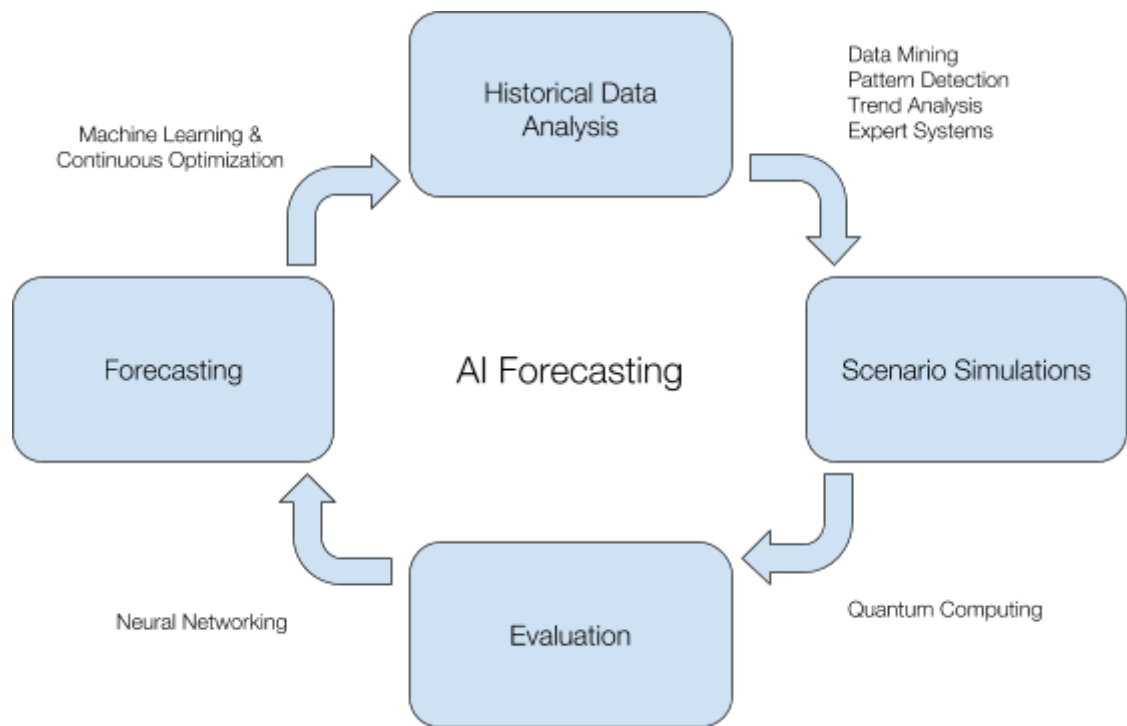 Historical Data
Analysis
Data Mining
Pattern Detection
Trend Analysis
Expert Systems
Machine Learning &
Continuous Optimization
Forecasting
AI Forecasting
Scenario Simulations
Neural Networking
Evaluation
Quantum Computing